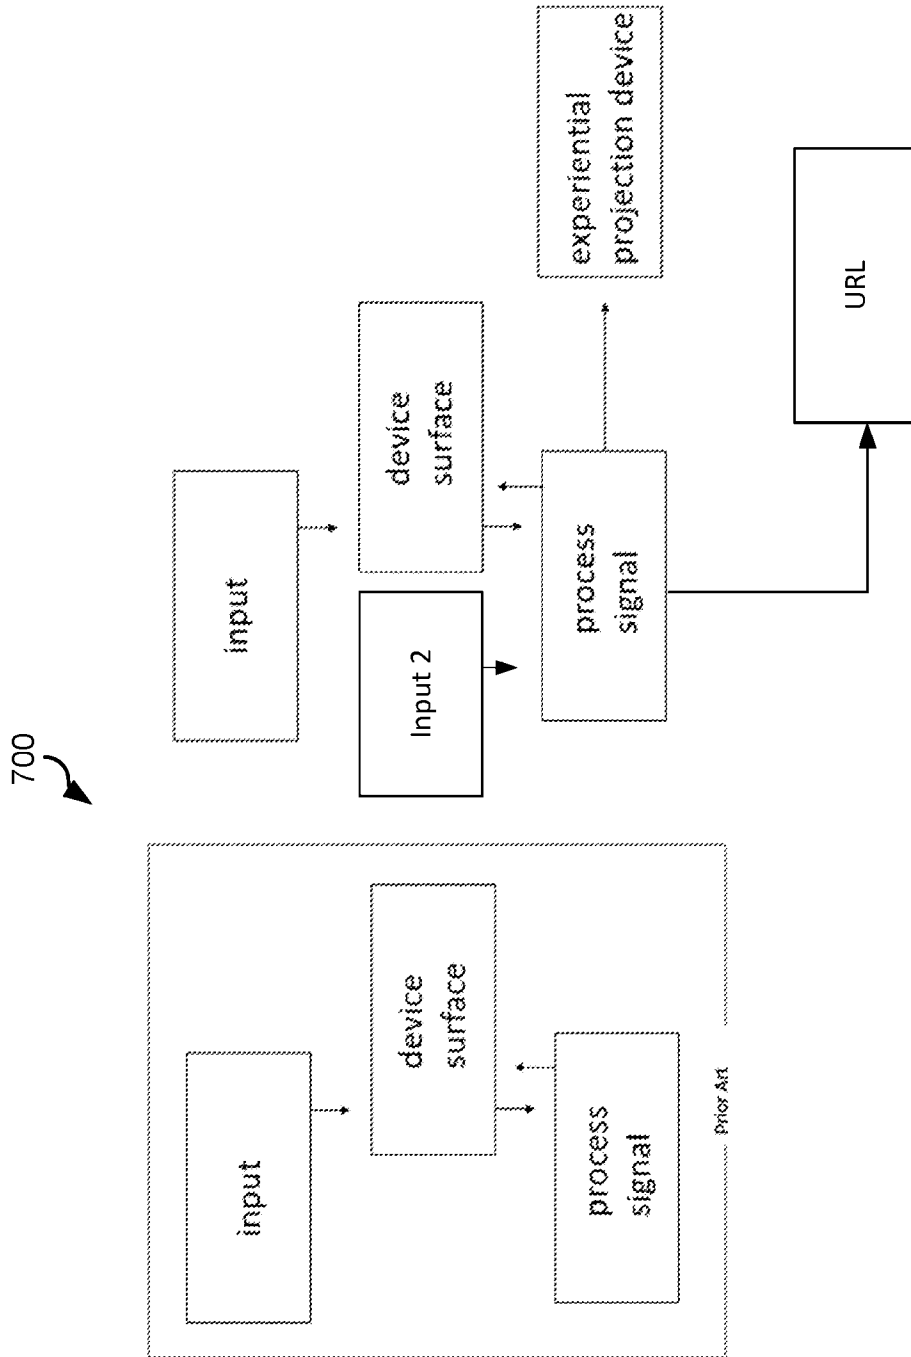 700
input
device
surface
process
signal
Prior Art
input
Input 2
device
surface
process
signal
experiential
projection device
URL